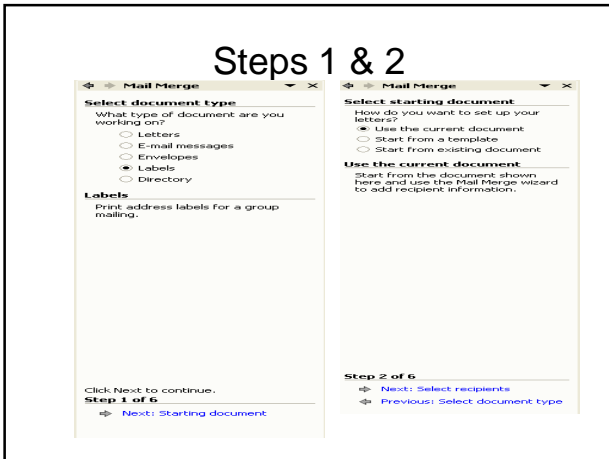 Steps 1 & 2
Mail Merge
Select document type
What type of document are you
working on?
Letters
E-mail messages
Envelopes
Labels
Directory
Labels
Print address labels for a group
mailing.
Click Next to continue.
Step 1 of 6
Next: Starting document
Mail Merge
Select starting document
How do you want to set up your
letters?
Use the current document
Start from a template
Start from existing document
Use the current document
Start from the document shown
here and use the Mail Merge wizard
to add recipient information.
Step 2 of 6
Next: Select recipients
Previous: Select document type